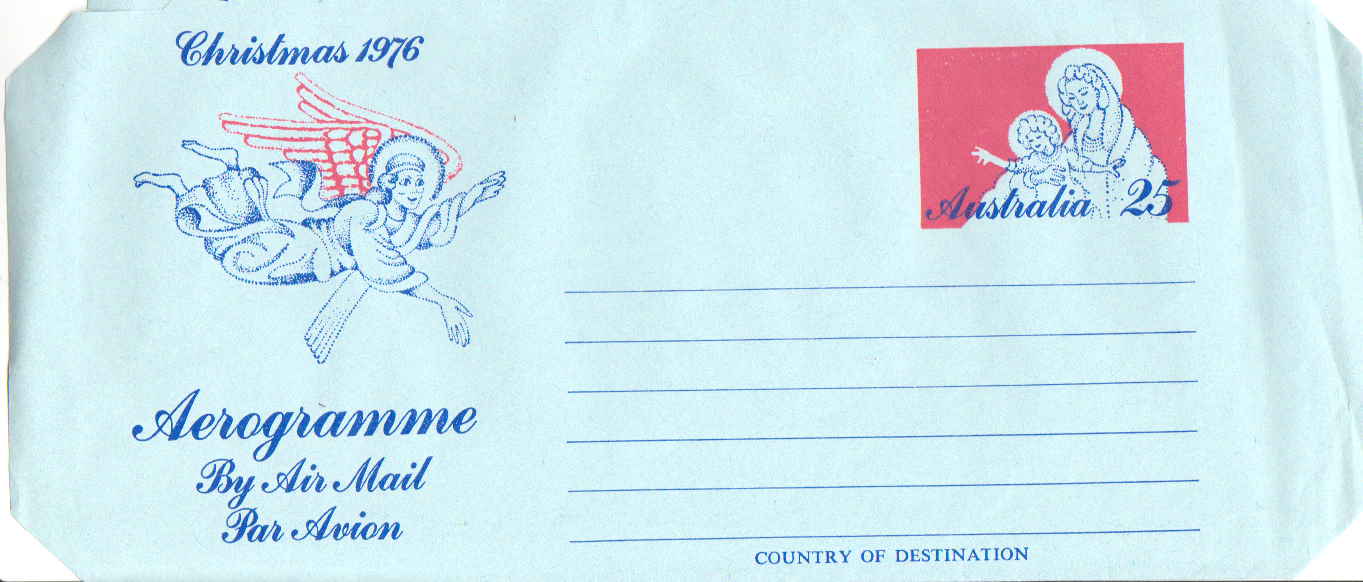 Christmas 1976
Australia 25
Aerogramme
By Air Mail
Par Avion
COUNTRY OF DESTINATION